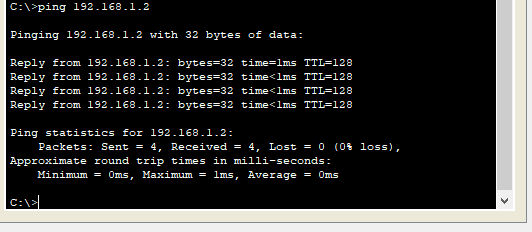 C:\>ping 192.168.1.2
Pinging 192.168.1.2 with 32 bytes of data:
Reply from 192.168.1.2: bytes=32 time=1ms TTL=128
Reply from 192.168.1.2: bytes=32 time<1ms TTL=128
Reply from 192.168.1.2: bytes=32 time<1ms TTL=128
Reply from 192.168.1.2: bytes=32 time<1ms TTL=128
Ping statistics for 192.168.1.2:
Packets: Sent = 4, Received = 4, Lost = 0 (0% loss),
Approximate round trip times in milli-seconds:
Minimum = 0ms, Maximum = 1ms, Average = 0ms
C:\>